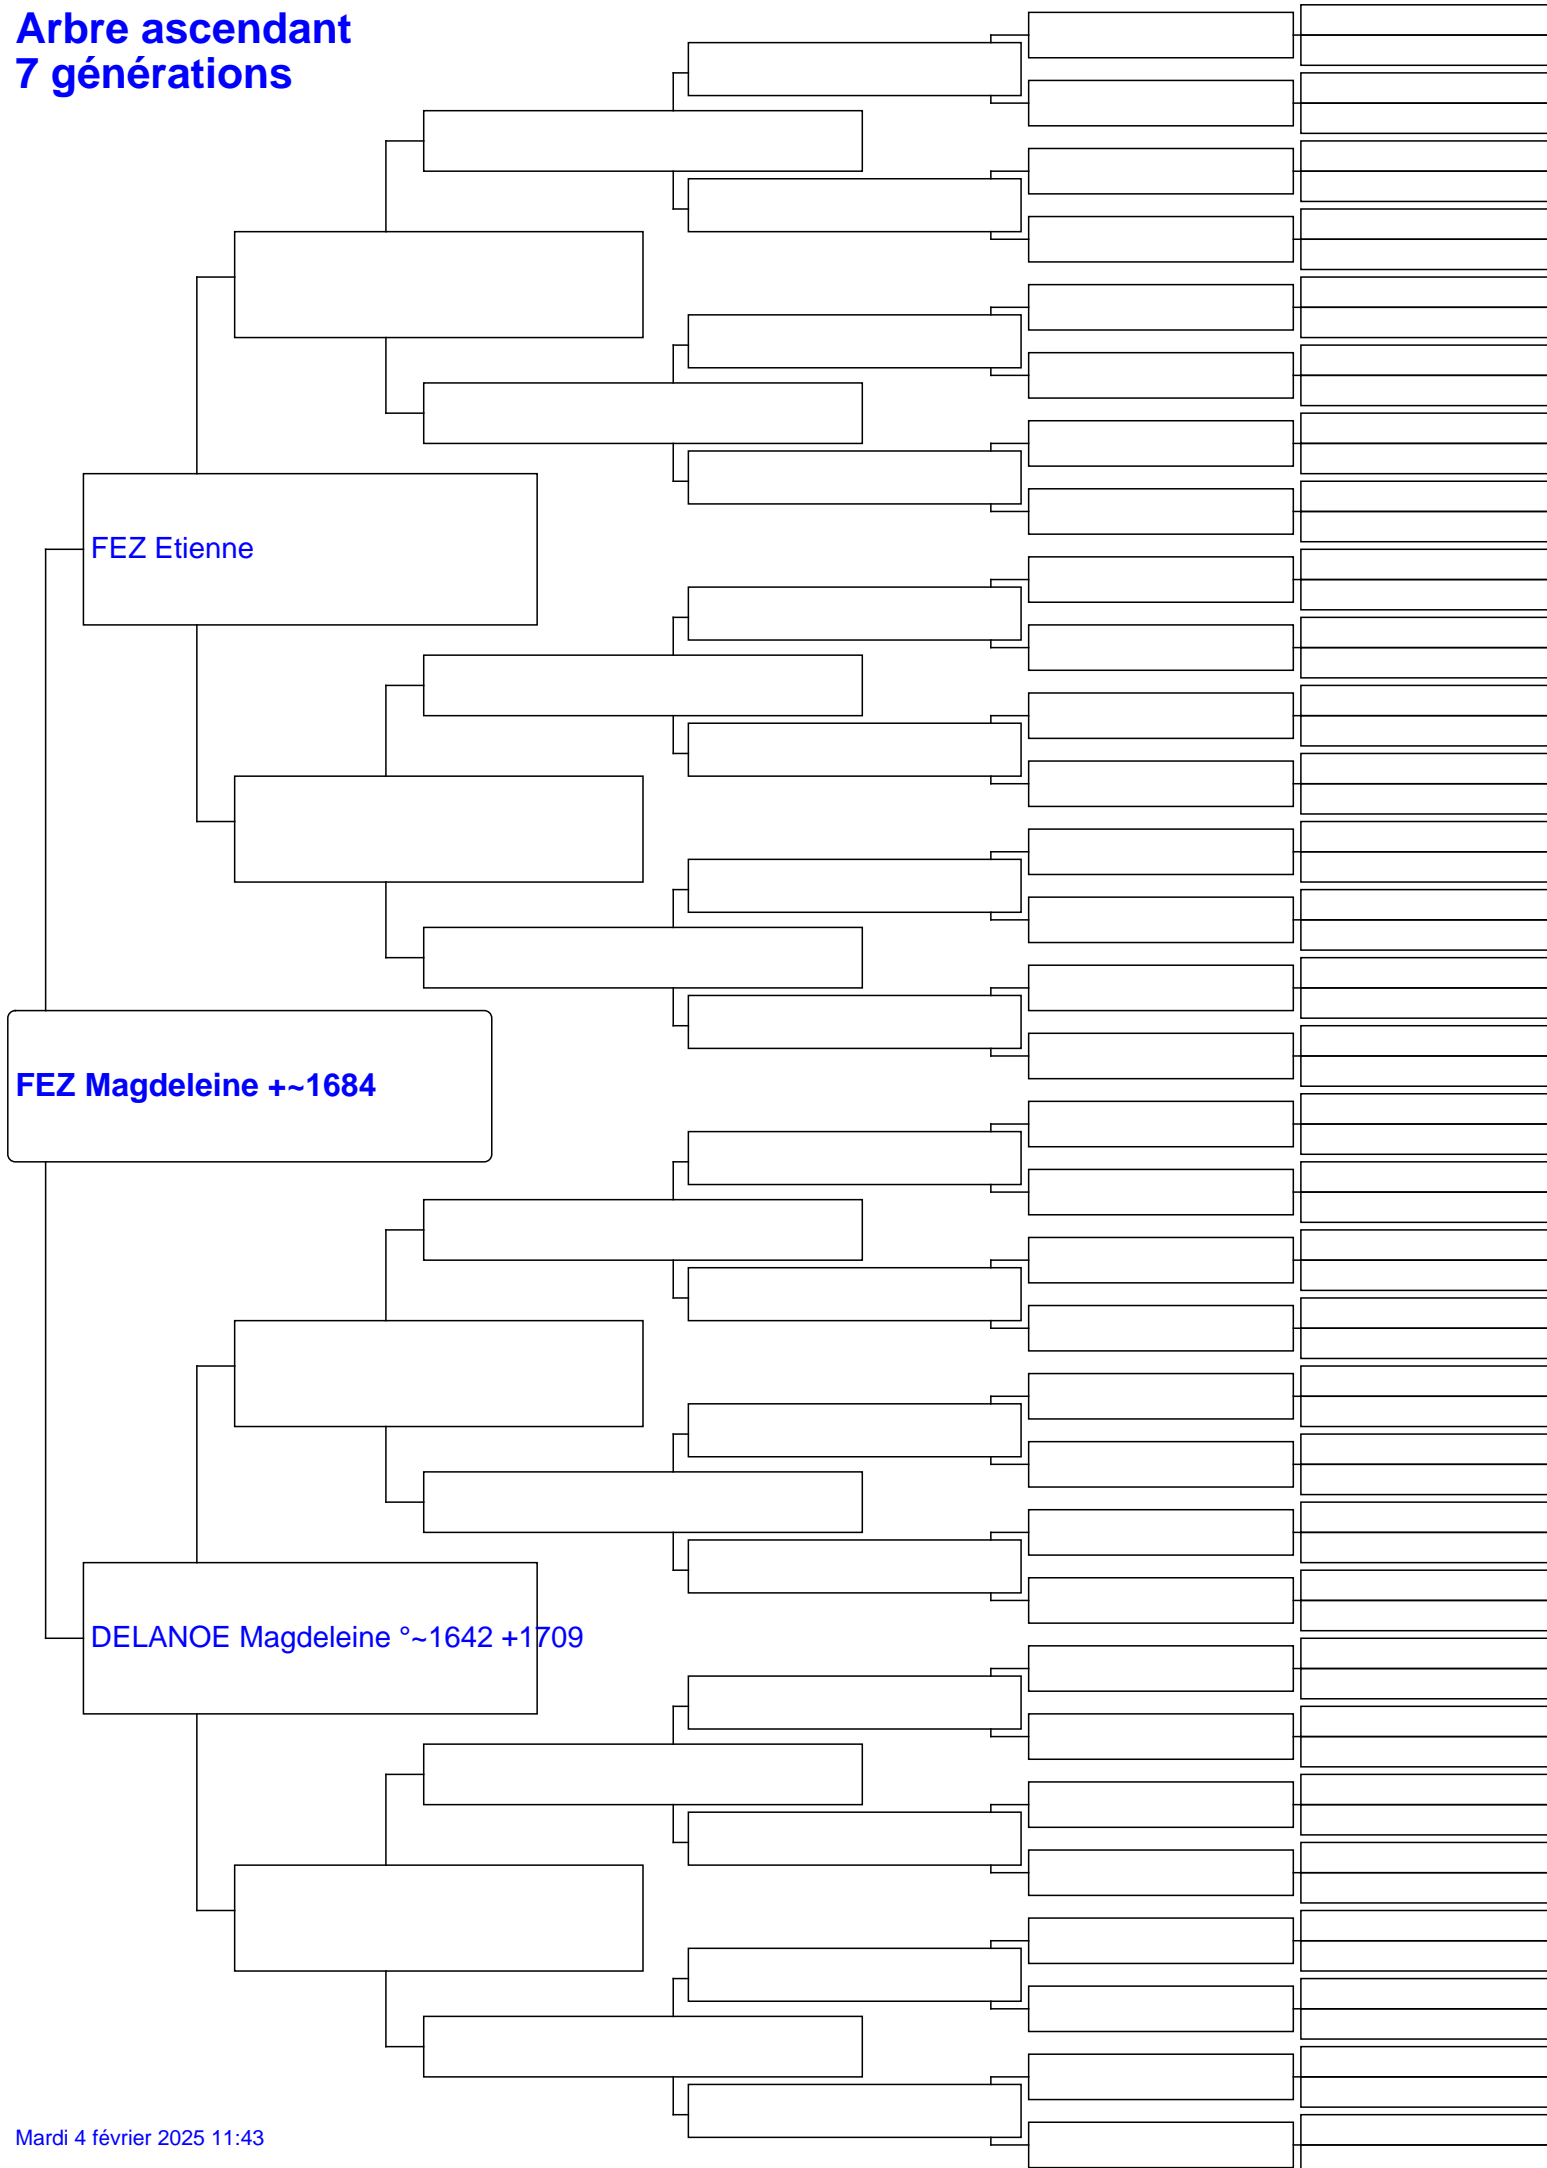 Arbre ascendant
7 générations
FEZ Etienne
FEZ Magdeleine +~1684
DELANOE Magdeleine °~1642 +1709
Mardi 4 février 2025 11:43